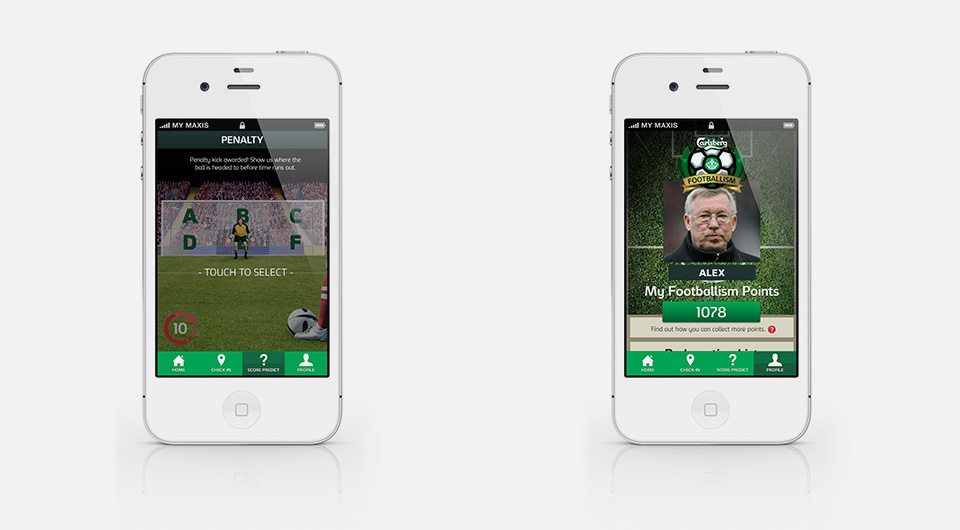 MY MAXIS
PENALTY
Penalty kick awarded! Show us where the
ball is headed to before time runs out.
A B C
D F
- TOUCH TO SELECT -
10
HOME CHECK-IN SCORE PREDICT PROFILE
MY MAXIS
Carlsberg
FOOTBALLISM
ALEX
My Footballism Points
1078
Find out how you can collect more points. ?
HOME CHECK-IN SCORE PREDICT PROFILE